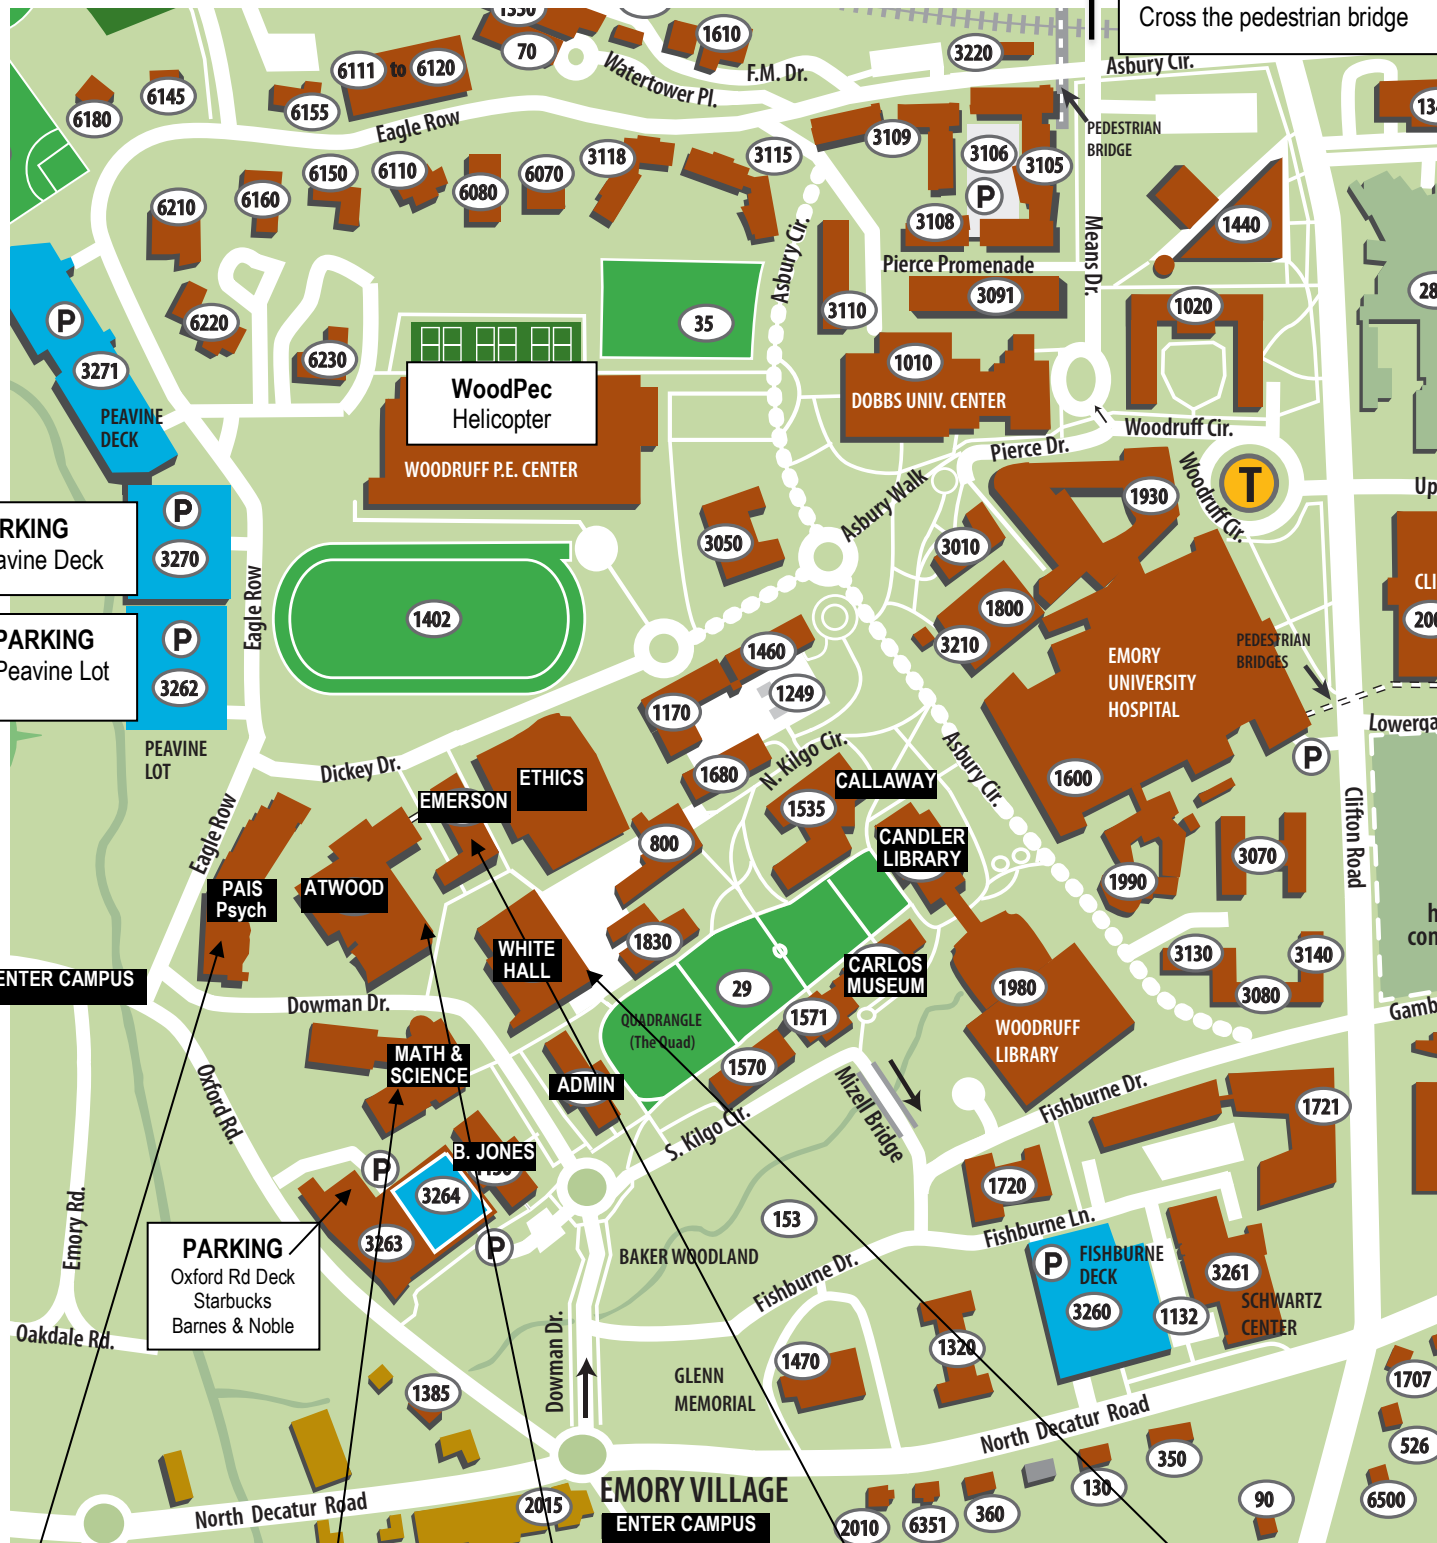 Cross the pedestrian bridge
1350
70
1610
3220
Asbury Cir.
F.M. Dr.
Watertower Pl.
6111 to 6120
6145
6180
6155
Eagle Row
3109
3106
3105
P
PEDESTRIAN
BRIDGE
3118
3115
6150
6110
6080
6070
6160
6210
3108
1440
Asbury Cir.
Means Dr.
Pierce Promenade
3091
3110
1020
P
6220
35
6230
3271
PEAVINE
DECK
WoodPec
Helicopter
WOODRUFF P.E. CENTER
1010
DOBBS UNIV. CENTER
Woodruff Cir.
Pierce Dr.
T
Woodruff Cir.
1930
Asbury Walk
Up
P
RKING
avine Deck
3270
3050
3010
Eagle Row
1402
1800
3210
CLI
PARKING
Peavine Lot
P
3262
1460
1249
1170
EMORY
UNIVERSITY
HOSPITAL
PEDESTRIAN
BRIDGES
Lowerga
PEAVINE
LOT
Dickey Dr.
1680
N. Kilgo Cir.
Asbury Cir.
P
1600
EMERSON
ETHICS
1535
CALLAWAY
CANDLER
LIBRARY
800
Eagle Row
Clifton Road
3070
1990
PAIS
Psych
ATWOOD
WHITE
HALL
1830
CARLOS
MUSEUM
3130
3140
3080
con
ENTER CAMPUS
Dowman Dr.
29
1980
1571
QUADRANGLE
(The Quad)
WOODRUFF
LIBRARY
Gamb
MATH &
SCIENCE
ADMIN
1570
Oxford Rd.
Mizell Bridge
Fishburne Dr.
1721
S. Kilgo Cir.
B. JONES
P
3264
1720
Emory Rd.
3263
P
153
BAKER WOODLAND
Fishburne Ln.
P
FISHBURNE
DECK
3261
PARKING
Oxford Rd Deck
Starbucks
Barnes & Noble
Fishburne Dr.
3260
1132
SCHWARTZ
CENTER
Oakdale Rd.
Dowman Dr.
1320
1470
GLENN
MEMORIAL
1385
1707
North Decatur Road
526
350
130
6500
90
360
6351
2010
2015
North Decatur Road
EMORY VILLAGE
ENTER CAMPUS